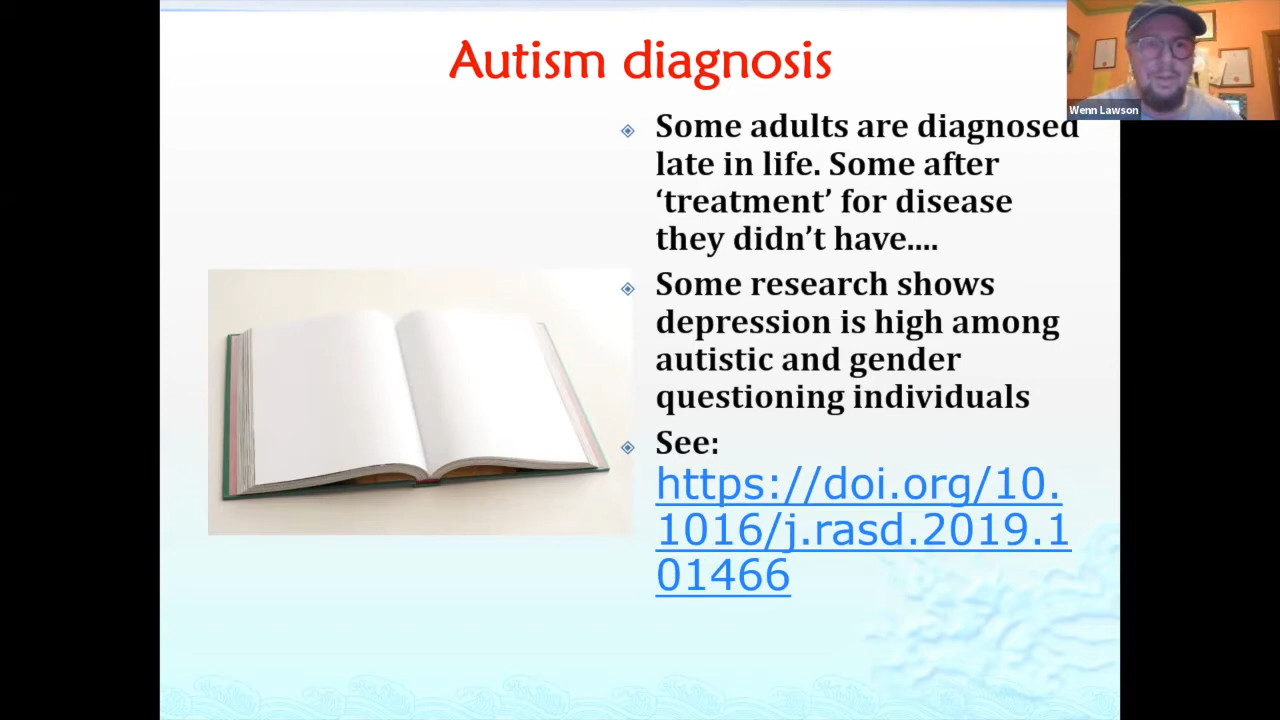 Autism diagnosis
Wenn Lawson
Some adults are diagnosed
late in life. Some after
‘treatment’ for disease
they didn’t have....
Some research shows
depression is high among
autistic and gender
questioning individuals
See:
https://doi.org/10.
1016/j.rasd.2019.1
01466